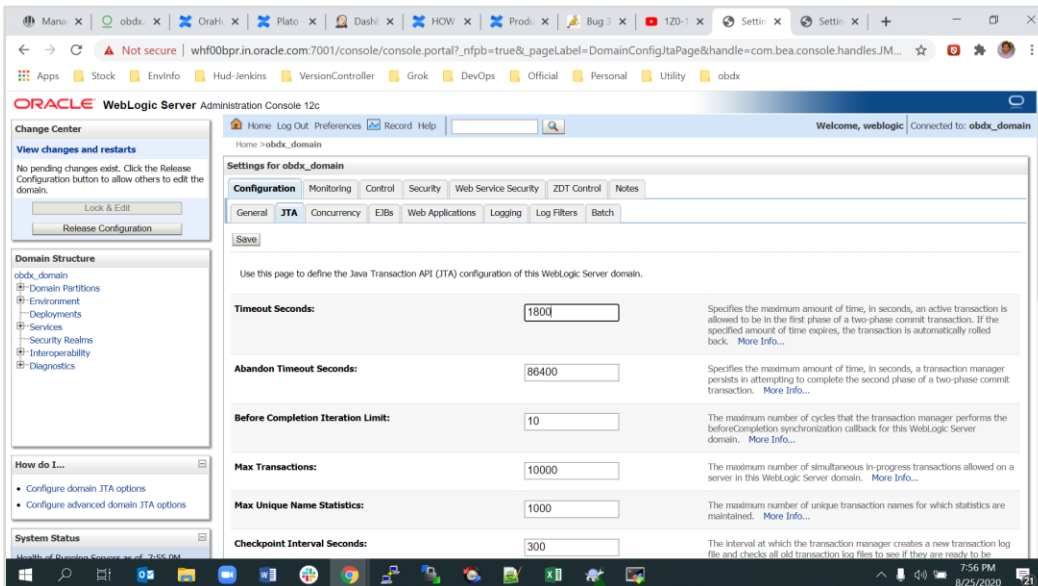 Mana
obdx.
OraH
Plato
Dashl
HOW
Produ
Bug 3
1Z0-1
Settin
Settin
Not secure | whf00bpr.in.oracle.com:7001/console/console.portal?_nfpb=true&_pageLabel=DomainConfigJtaPage&handle=com.bea.console.handles.JM...
Apps Stock EnvInfo Hud-Jenkins VersionController Grok DevOps Official Personal Utility obdx
ORACLE WebLogic Server Administration Console 12c
Change Center
View changes and restarts
No pending changes exist. Click the Release
Configuration button to allow others to edit the
domain.
Lock & Edit
Release Configuration
Domain Structure
obdx_domain
Domain Partitions
Environment
Deployments
Services
Security Realms
Interoperability
Diagnostics
How do I...
Configure domain JTA options
Configure advanced domain JTA options
System Status
Health of Running Servers as of 7:55 PM
Home Log Out Preferences Record Help
Welcome, weblogic Connected to: obdx_domain
Home >obdx_domain
Settings for obdx_domain
Configuration Monitoring Control Security Web Service Security ZDT Control Notes
General JTA Concurrency EJBs Web Applications Logging Log Filters Batch
Save
Use this page to define the Java Transaction API (JTA) configuration of this WebLogic Server domain.
Timeout Seconds:
1800
Specifies the maximum amount of time, in seconds, an active transaction is
allowed to be in the first phase of a two-phase commit transaction. If the
specified amount of time expires, the transaction is automatically rolled
back. More Info...
Abandon Timeout Seconds:
86400
Specifies the maximum amount of time, in seconds, a transaction manager
persists in attempting to complete the second phase of a two-phase commit
transaction. More Info...
Before Completion Iteration Limit:
10
The maximum number of cycles that the transaction manager performs the
beforeCompletion synchronization callback for this WebLogic Server
domain. More Info...
Max Transactions:
10000
The maximum number of simultaneous in-progress transactions allowed on a
server in this WebLogic Server domain. More Info...
Max Unique Name Statistics:
1000
The maximum number of unique transaction names for which statistics are
maintained. More Info...
Checkpoint Interval Seconds:
300
The interval at which the transaction manager creates a new transaction log
file and checks all old transaction log files to see if they are ready to be
7:56 PM
8/25/2020
21